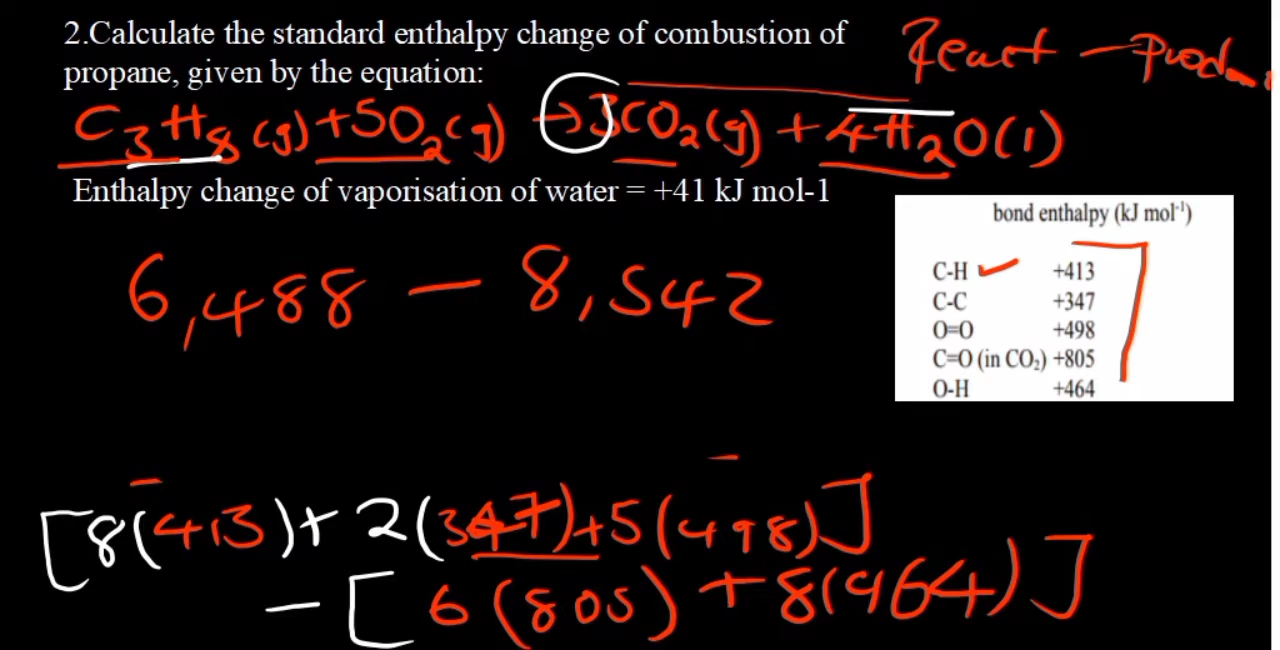 2.Calculate the standard enthalpy change of combustion of
propane, given by the equation:
React - Prod
C3H8(g)+5O2(g) → 3CO2(g) + 4H2O(l)
Enthalpy change of vaporisation of water = +41 kJ mol-1
bond enthalpy (kJ mol⁻¹)
C-H +413
C-C +347
O=O +498
C=O (in CO₂) +805
O-H +464
6,488 - 8,542
[8(413)+2(347)+5(498)]
-[6(805)+8(464)]